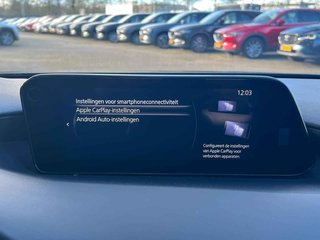 12:03
Instellingen voor smartphoneconnectiviteit
Apple CarPlay-instellingen
Android Auto-instellingen
Configureert de instellingen
van Apple CarPlay voor
verbonden apparaten.